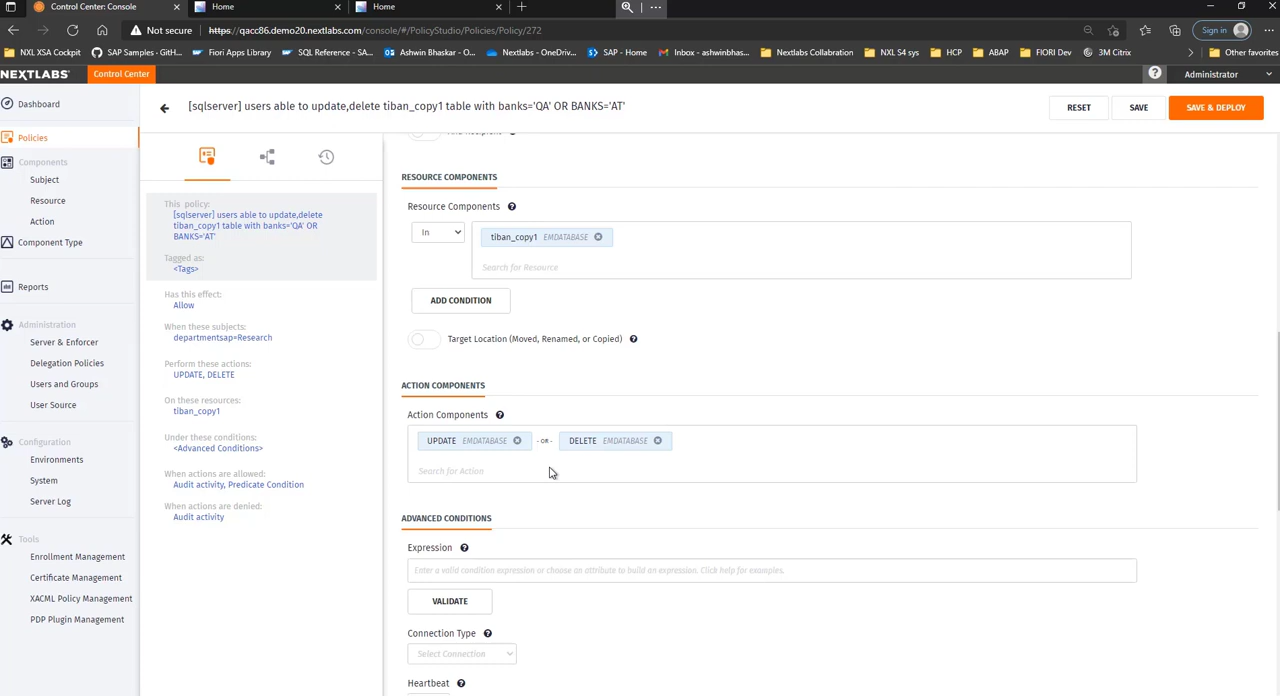 Control Center: Console
Home
Home
Not secure
https://qacc86.demo20.nextlabs.com/console/#/PolicyStudio/Policies/Policy/272
Sign in
NXL XSA Cockpit
SAP Samples · GitH...
Fiori Apps Library
SQL Reference - SA...
Ashwin Bhaskar - O...
Nextlabs - OneDriv...
SAP - Home
Inbox - ashwinbhas...
Nextlabs Collabration
NXL S4 sys
HCP
ABAP
FIORI Dev
3M Citrix
Other favorites
NEXTLABS
Control Center
Administrator
Dashboard
Policies
Components
Subject
Resource
Action
Component Type
Reports
Administration
Server & Enforcer
Delegation Policies
Users and Groups
User Source
Configuration
Environments
System
Server Log
Tools
Enrollment Management
Certificate Management
XACML Policy Management
PDP Plugin Management
[sqlserver] users able to update,delete tiban_copy1 table with banks='QA' OR BANKS='AT'
RESET
SAVE
SAVE & DEPLOY
This policy:
[sqlserver] users able to update,delete
tiban_copy1 table with banks='QA' OR
BANKS='AT'
Tagged as:
<Tags>
Has this effect:
Allow
When these subjects:
departmentsap=Research
Perform these actions:
UPDATE, DELETE
On these resources:
tiban_copy1
Under these conditions:
<Advanced Conditions>
When actions are allowed:
Audit activity, Predicate Condition
When actions are denied:
Audit activity
RESOURCE COMPONENTS
Resource Components
In
tiban_copy1 EMDATABASE
Search for Resource
ADD CONDITION
Target Location (Moved, Renamed, or Copied)
ACTION COMPONENTS
Action Components
UPDATE EMDATABASE - OR - DELETE EMDATABASE
Search for Action
ADVANCED CONDITIONS
Expression
Enter a valid condition expression or choose an attribute to build an expression. Click help for examples.
VALIDATE
Connection Type
Select Connection
Heartbeat